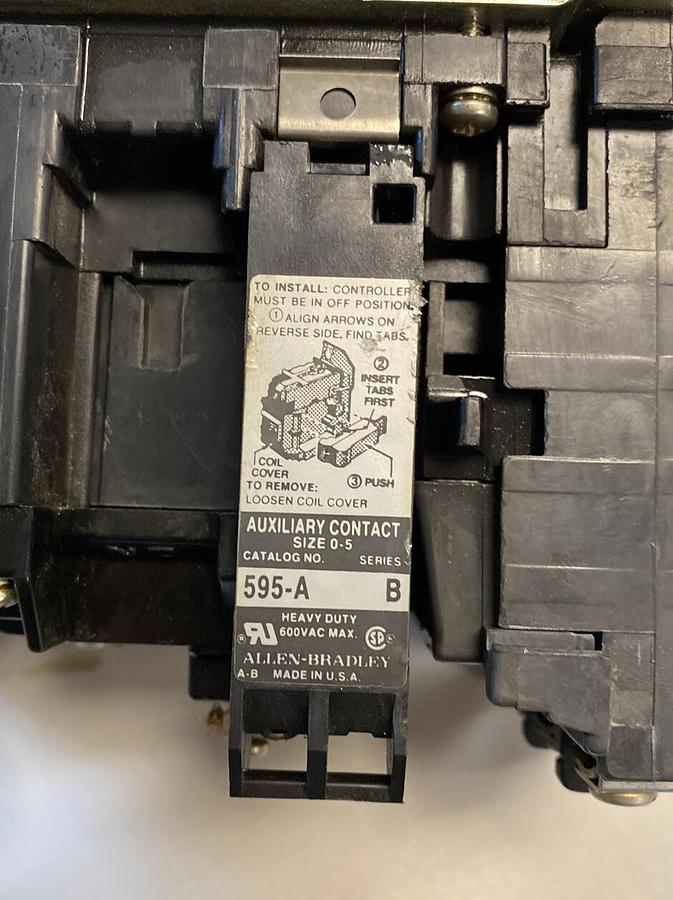 TO INSTALL: CONTROLLER
MUST BE IN OFF POSITION.
① ALIGN ARROWS ON
REVERSE SIDE. FIND TABS.
②
INSERT
TABS
FIRST
COIL
COVER
③ PUSH
TO REMOVE:
LOOSEN COIL COVER
AUXILIARY CONTACT
SIZE 0-5
CATALOG NO. SERIES
595-A B
HEAVY DUTY
600VAC MAX.
ALLEN-BRADLEY
A-B MADE IN U.S.A.